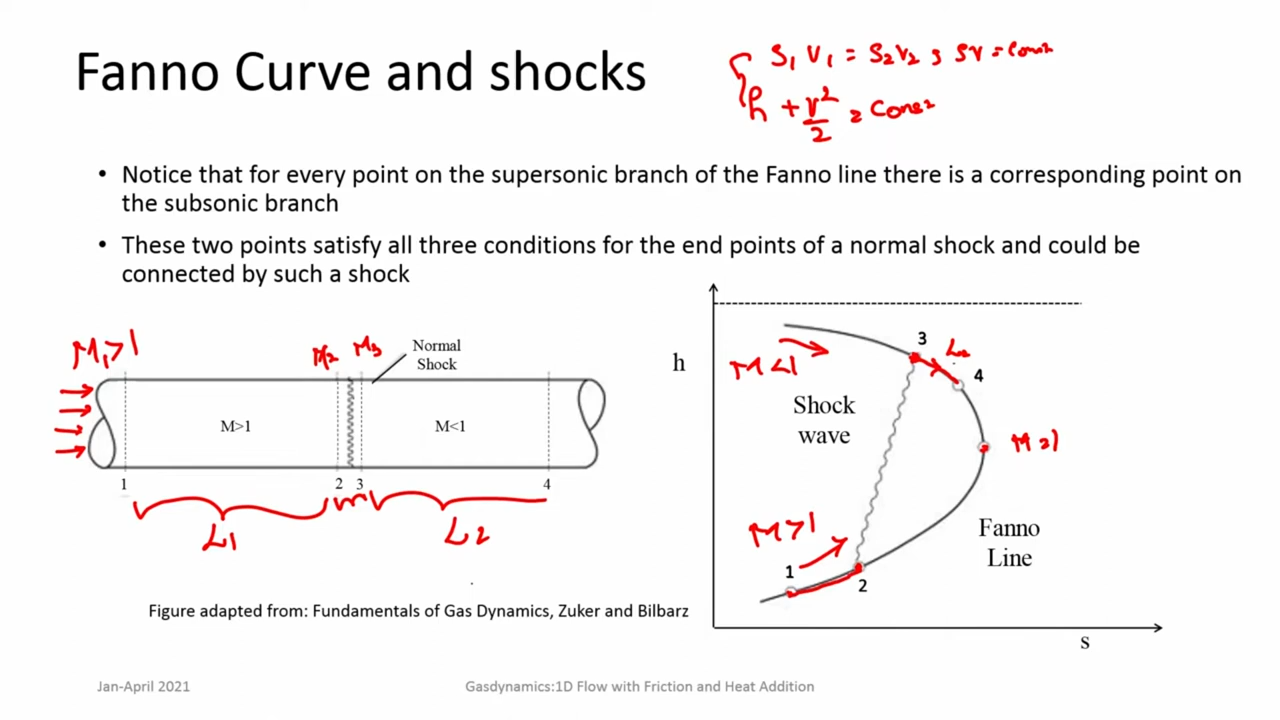 Fanno Curve and shocks
ρ₁ V₁ = ρ₂V₂ ; ρV = Const
h + V²/2 = Const
• Notice that for every point on the supersonic branch of the Fanno line there is a corresponding point on
the subsonic branch
• These two points satisfy all three conditions for the end points of a normal shock and could be
connected by such a shock
M₁>1
M₂
M₃
Normal
Shock
M>1
M<1
1
2
3
4
L₁
L₂
h
M<1
3
L₂
4
Shock
wave
M=1
M>1
1
2
Fanno
Line
s
Figure adapted from: Fundamentals of Gas Dynamics, Zuker and Bilbarz
Jan-April 2021
Gasdynamics:1D Flow with Friction and Heat Addition